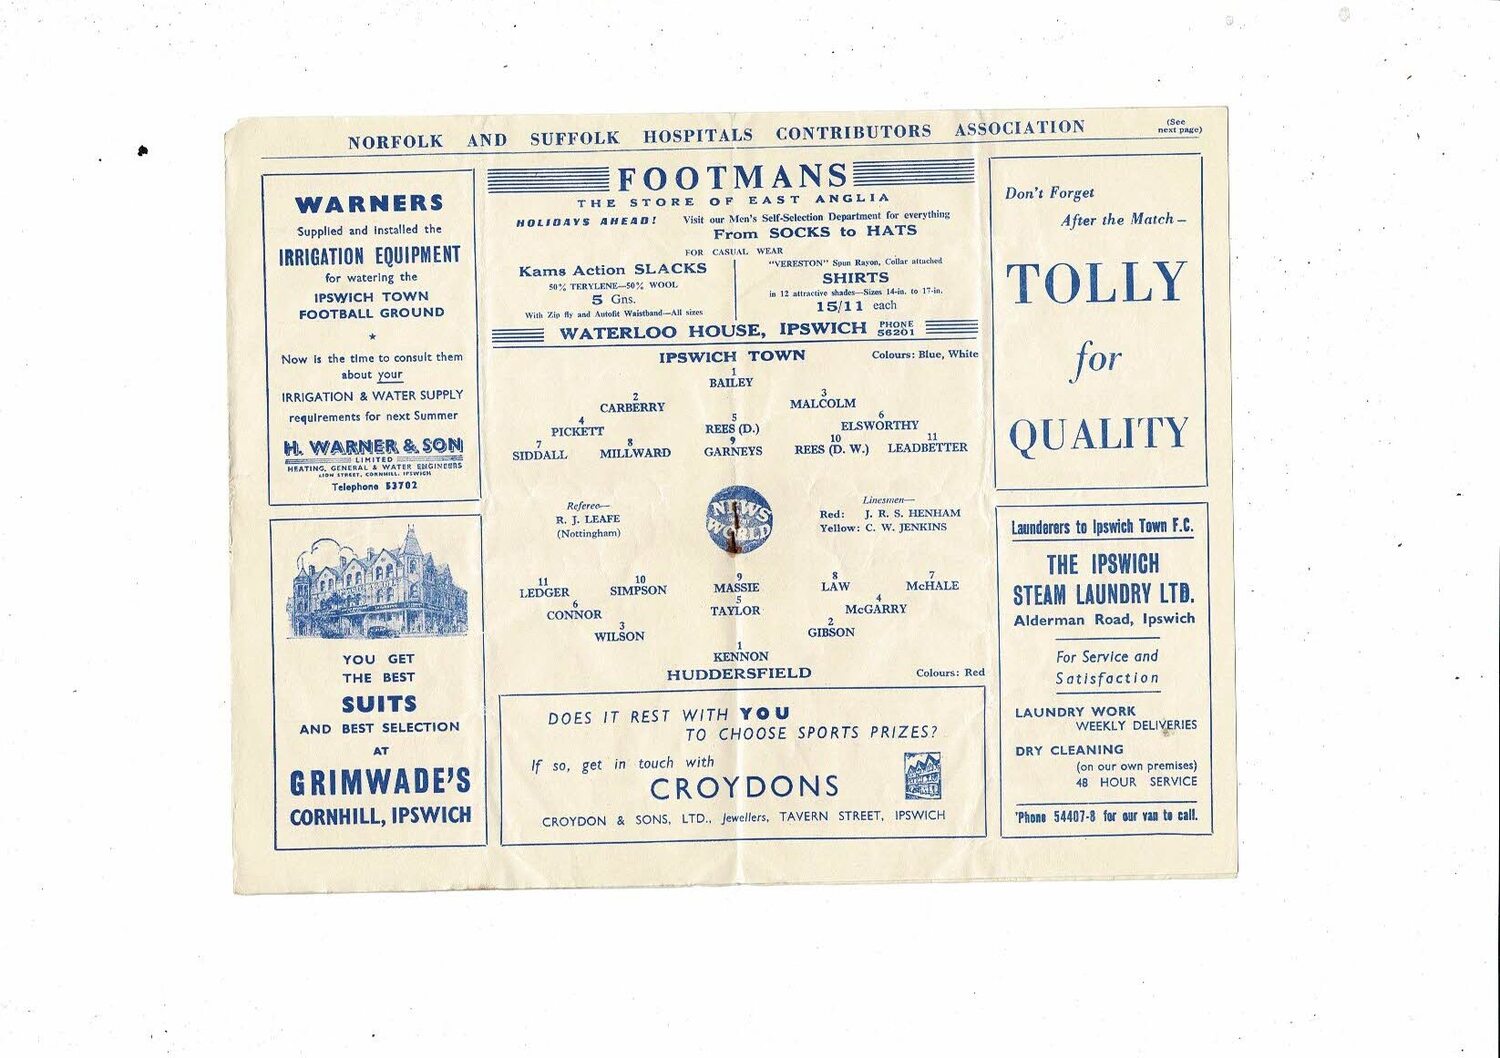 NORFOLK AND SUFFOLK HOSPITALS CONTRIBUTORS ASSOCIATION
(See
next page)
WARNERS
Supplied and installed the
IRRIGATION EQUIPMENT
for watering the
IPSWICH TOWN
FOOTBALL GROUND
Now is the time to consult them
about your
IRRIGATION & WATER SUPPLY
requirements for next Summer
H. WARNER & SON
LIMITED
HEATING, GENERAL & WATER ENGINEERS
LION STREET, CORNHILL, IPSWICH
Telephone 53702
YOU GET
THE BEST
SUITS
AND BEST SELECTION
AT
GRIMWADE'S
CORNHILL, IPSWICH
FOOTMANS
THE STORE OF EAST ANGLIA
HOLIDAYS AHEAD! Visit our Men's Self-Selection Department for everything
From SOCKS to HATS
FOR CASUAL WEAR
Kams Action SLACKS
50% TERYLENE—50% WOOL
5 Gns.
With Zip fly and Autofit Waistband—All sizes
"VERESTON" Spun Rayon, Collar attached
SHIRTS
in 12 attractive shades—Sizes 14-in. to 17-in.
15/11 each
WATERLOO HOUSE, IPSWICH PHONE 56201
IPSWICH TOWN Colours: Blue, White
1
BAILEY
2 3
CARBERRY MALCOLM
4 5 6
PICKETT REES (D.) ELSWORTHY
7 8 9 10 11
SIDDALL MILLWARD GARNEYS REES (D. W.) LEADBETTER
Referee—
R. J. LEAFE
(Nottingham)
NEWS
OF THE
WORLD
Linesmen—
Red: J. R. S. HENHAM
Yellow: C. W. JENKINS
11 10 9 8 7
LEDGER SIMPSON MASSIE LAW McHALE
6 5 4
CONNOR TAYLOR McGARRY
3 2
WILSON GIBSON
1
KENNON
HUDDERSFIELD Colours: Red
DOES IT REST WITH YOU
TO CHOOSE SPORTS PRIZES?
If so, get in touch with
CROYDONS
CROYDON & SONS, LTD., Jewellers, TAVERN STREET, IPSWICH
Don't Forget
After the Match—
TOLLY
for
QUALITY
Launderers to Ipswich Town F.C.
THE IPSWICH
STEAM LAUNDRY LTD.
Alderman Road, Ipswich
For Service and
Satisfaction
LAUNDRY WORK
WEEKLY DELIVERIES
DRY CLEANING
(on our own premises)
48 HOUR SERVICE
'Phone 54407-8 for our van to call.